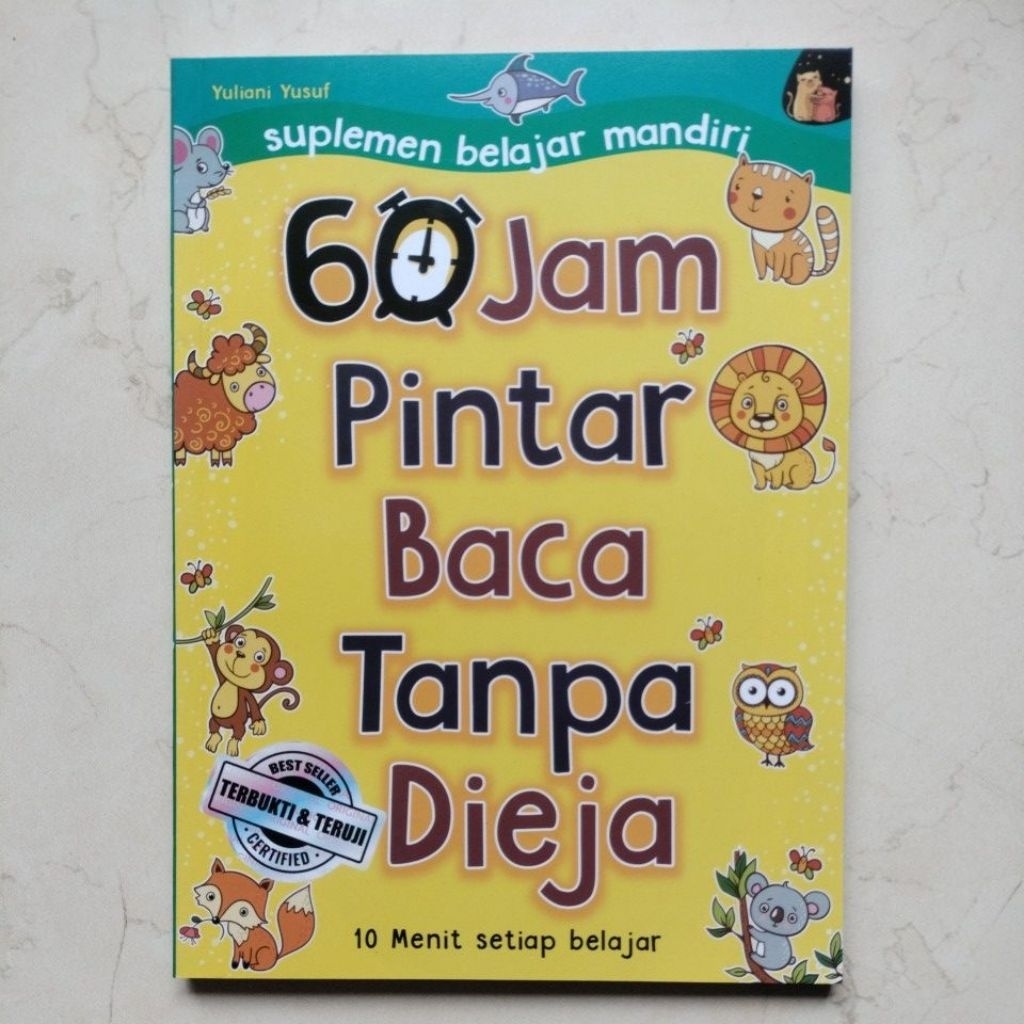 Yuliani Yusuf
suplemen belajar mandiri
60 Jam
Pintar
Baca
Tanpa
Dieja
BEST SELLER
TERBUKTI & TERUJI
CERTIFIED
10 Menit setiap belajar